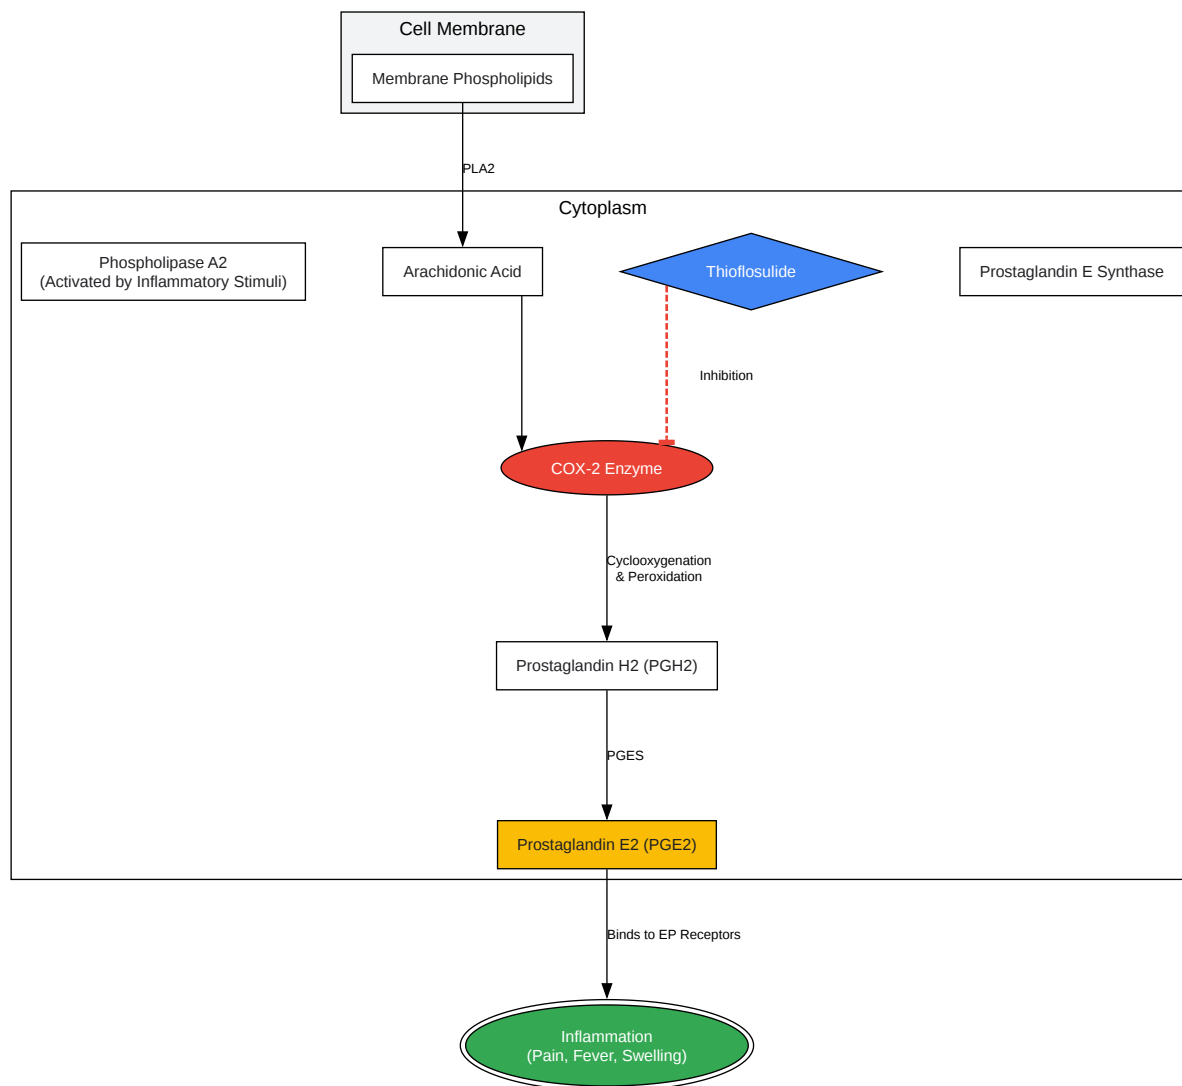 Cell Membrane
Membrane Phospholipids
PLA2
Cytoplasm
Phospholipase A2
(Activated by Inflammatory Stimuli)
Arachidonic Acid
Thioflosulide
Prostaglandin E Synthase
Inhibition
COX-2 Enzyme
Cyclooxygenation
& Peroxidation
Prostaglandin H2 (PGH2)
PGES
Prostaglandin E2 (PGE2)
Binds to EP Receptors
Inflammation
(Pain, Fever, Swelling)